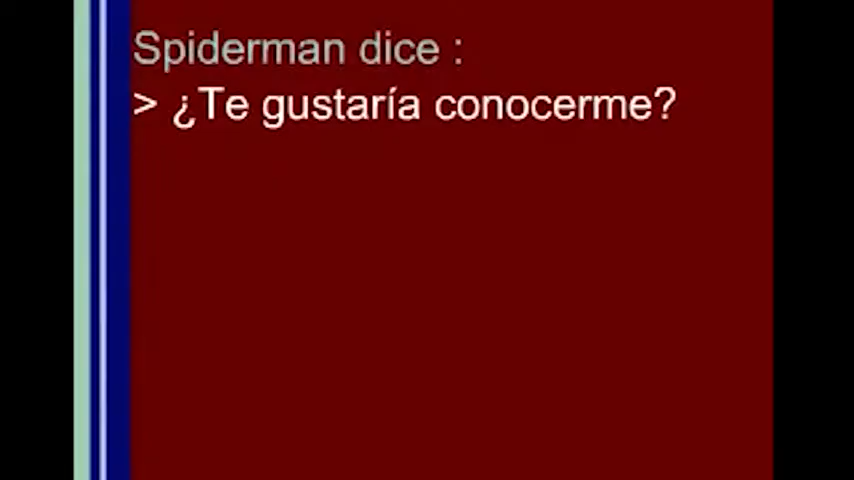 Spiderman dice :
> ¿Te gustaría conocerme?